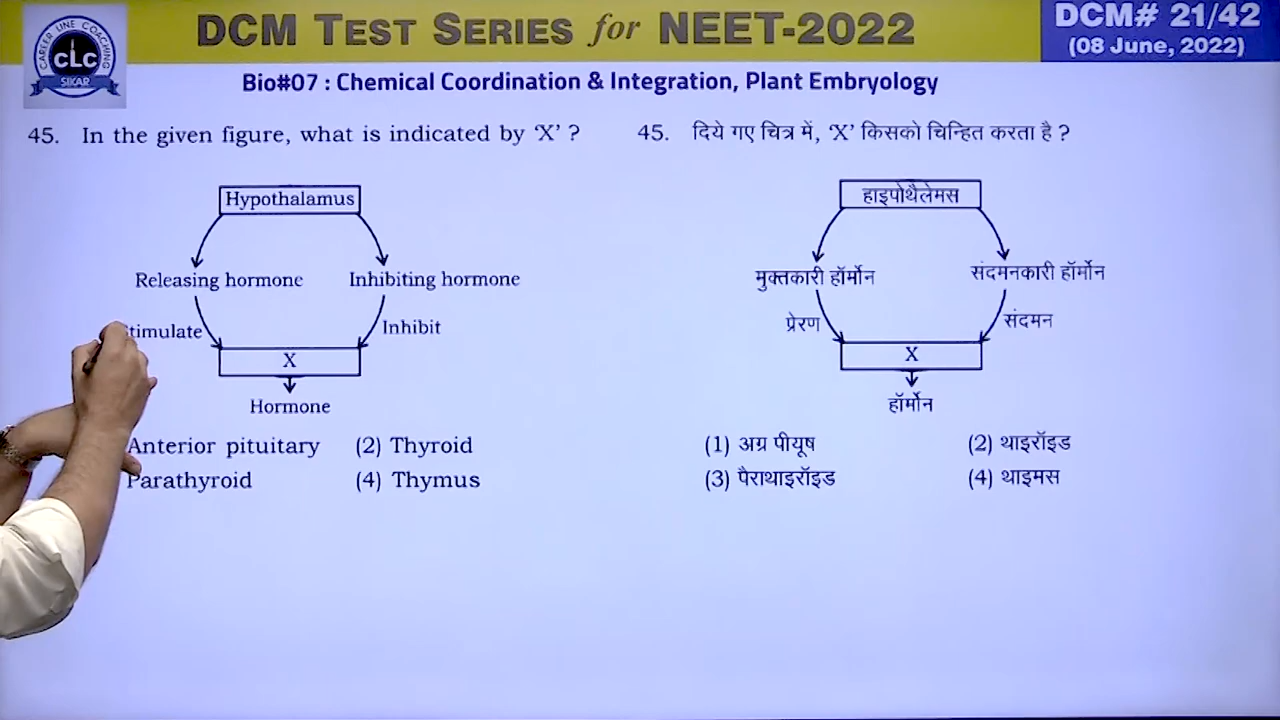 CAREER LINE COACHING
CLC
SIKAR
DCM TEST SERIES for NEET-2022
DCM# 21/42
(08 June, 2022)
Bio#07 : Chemical Coordination & Integration, Plant Embryology
45. In the given figure, what is indicated by ‘X’ ?
Hypothalamus
Releasing hormone Inhibiting hormone
timulate Inhibit
X
Hormone
Anterior pituitary (2) Thyroid
Parathyroid (4) Thymus
45. दिये गए चित्र में, ‘X’ किसको चिन्हित करता है ?
हाइपोथैलेमस
मुक्तकारी हॉर्मोन संदमनकारी हॉर्मोन
प्रेरण संदमन
X
हॉर्मोन
(1) अग्र पीयूष (2) थाइरॉइड
(3) पैराथाइरॉइड (4) थाइमस